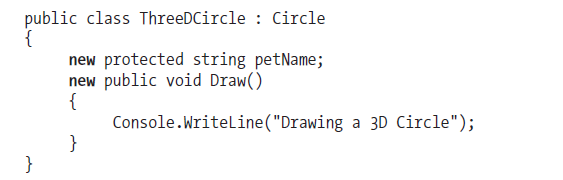 public class ThreeDCircle : Circle
{
new protected string petName;
new public void Draw()
{
Console.WriteLine("Drawing a 3D Circle");
}
}